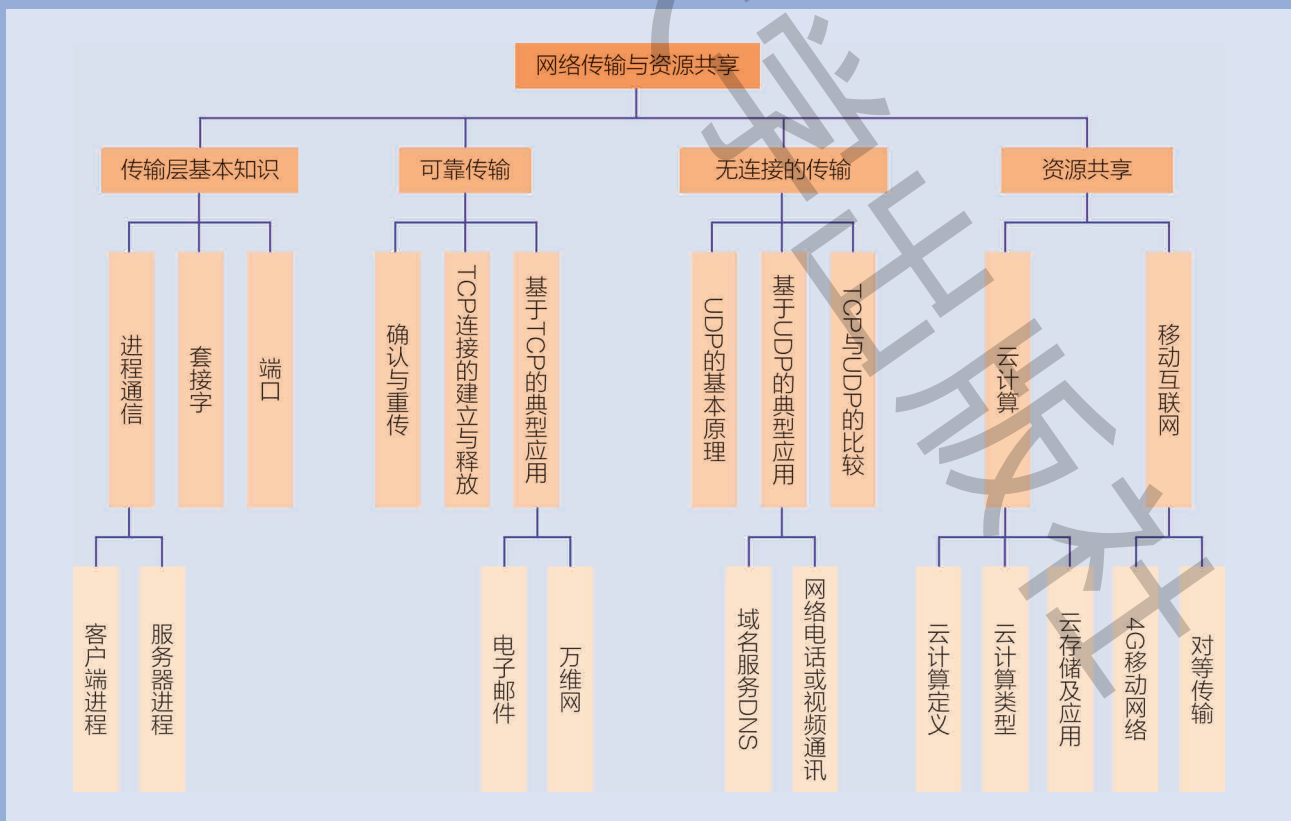 网络传输与资源共享
传输层基本知识
可靠传输
无连接的传输
资源共享
进程通信
套接字
端口
确认与重传
TCP连接的建立与释放
基于TCP的典型应用
UDP的基本原理
基于UDP的典型应用
TCP与UDP的比较
云计算
移动互联网
客户端进程
服务器进程
电子邮件
万维网
域名服务DNS
网络电话或视频通讯
云计算定义
云计算类型
云存储及应用
4G移动网络
对等传输
学出版社